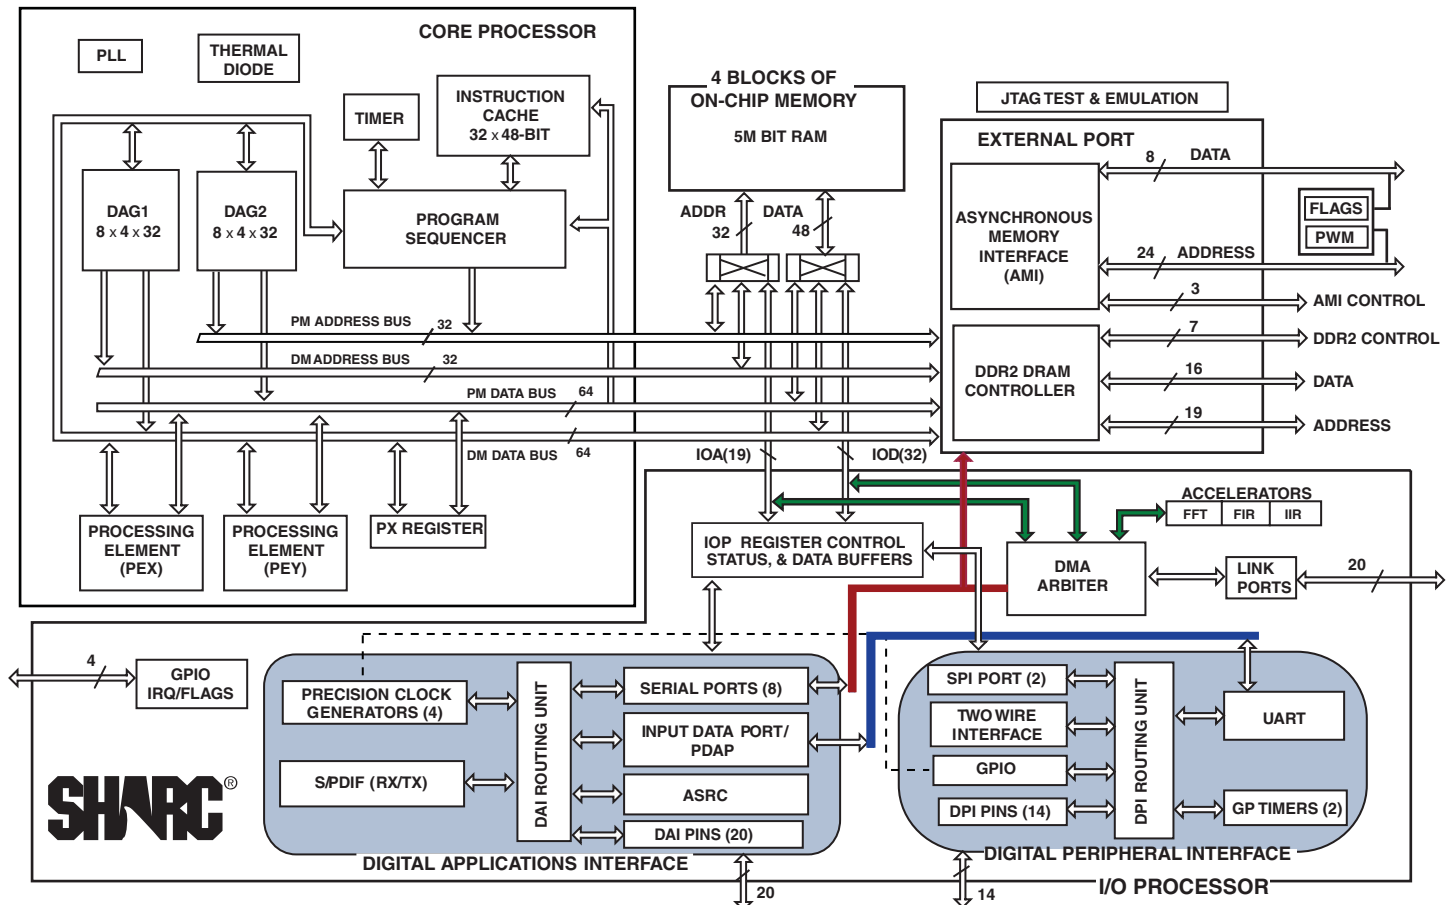 CORE PROCESSOR
PLL
THERMAL
DIODE
TIMER
INSTRUCTION
CACHE
32 x 48-BIT
DAG1
8 x 4 x 32
DAG2
8 x 4 x 32
PROGRAM
SEQUENCER
PM ADDRESS BUS
32
DM ADDRESS BUS
32
PM DATA BUS
64
DM DATA BUS
64
PROCESSING
ELEMENT
(PEX)
PROCESSING
ELEMENT
(PEY)
PX REGISTER
4 BLOCKS OF
ON-CHIP MEMORY
5M BIT RAM
ADDR
32
DATA
48
IOA(19)
IOD(32)
JTAG TEST & EMULATION
EXTERNAL PORT
ASYNCHRONOUS
MEMORY
INTERFACE
(AMI)
8
DATA
FLAGS
PWM
24
ADDRESS
3
AMI CONTROL
DDR2 DRAM
CONTROLLER
7
DDR2 CONTROL
16
DATA
19
ADDRESS
IOP REGISTER CONTROL
STATUS, & DATA BUFFERS
ACCELERATORS
FFT
FIR
IIR
DMA
ARBITER
LINK
PORTS
20
4
GPIO
IRQ/FLAGS
PRECISION CLOCK
GENERATORS (4)
S/PDIF (RX/TX)
DAI ROUTING UNIT
SERIAL PORTS (8)
INPUT DATA PORT/
PDAP
ASRC
DAI PINS (20)
DIGITAL APPLICATIONS INTERFACE
20
SPI PORT (2)
TWO WIRE
INTERFACE
GPIO
DPI PINS (14)
DPI ROUTING UNIT
UART
GP TIMERS (2)
DIGITAL PERIPHERAL INTERFACE
14
I/O PROCESSOR
SHARC®